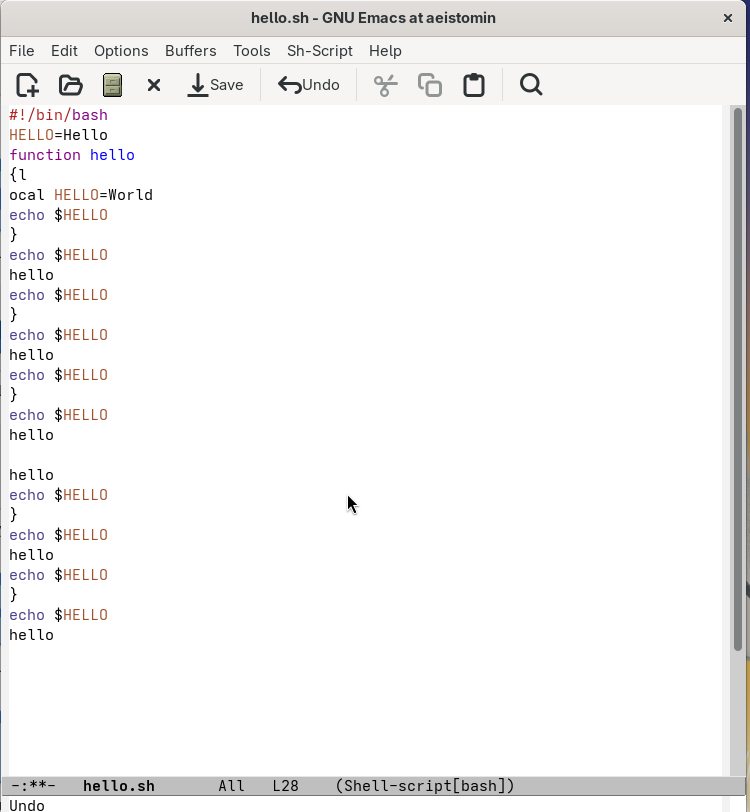 hello.sh - GNU Emacs at aeistomin
File Edit Options Buffers Tools Sh-Script Help
Save Undo
#!/bin/bash
HELLO=Hello
function hello
{l
ocal HELLO=World
echo $HELLO
}
echo $HELLO
hello
echo $HELLO
}
echo $HELLO
hello
echo $HELLO
}
echo $HELLO
hello

hello
echo $HELLO
}
echo $HELLO
hello
echo $HELLO
}
echo $HELLO
hello
-:**- hello.sh All L28 (Shell-script[bash])
Undo